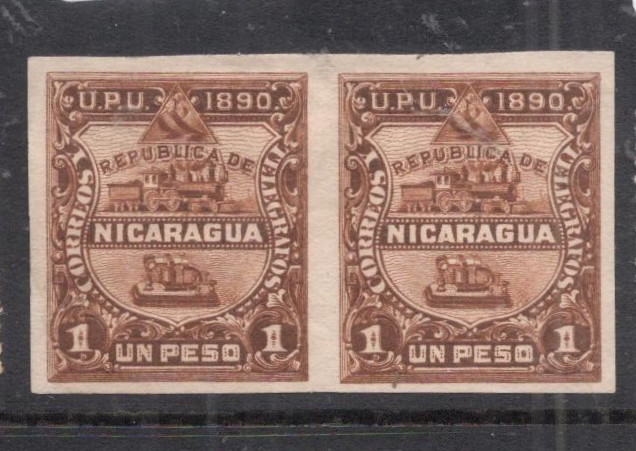 U.P.U. 1890.
REPUBLICA DE
CORREOS Y TELEGRAFOS
NICARAGUA
1 UN PESO 1
U.P.U. 1890.
REPUBLICA DE
CORREOS Y TELEGRAFOS
NICARAGUA
1 UN PESO 1